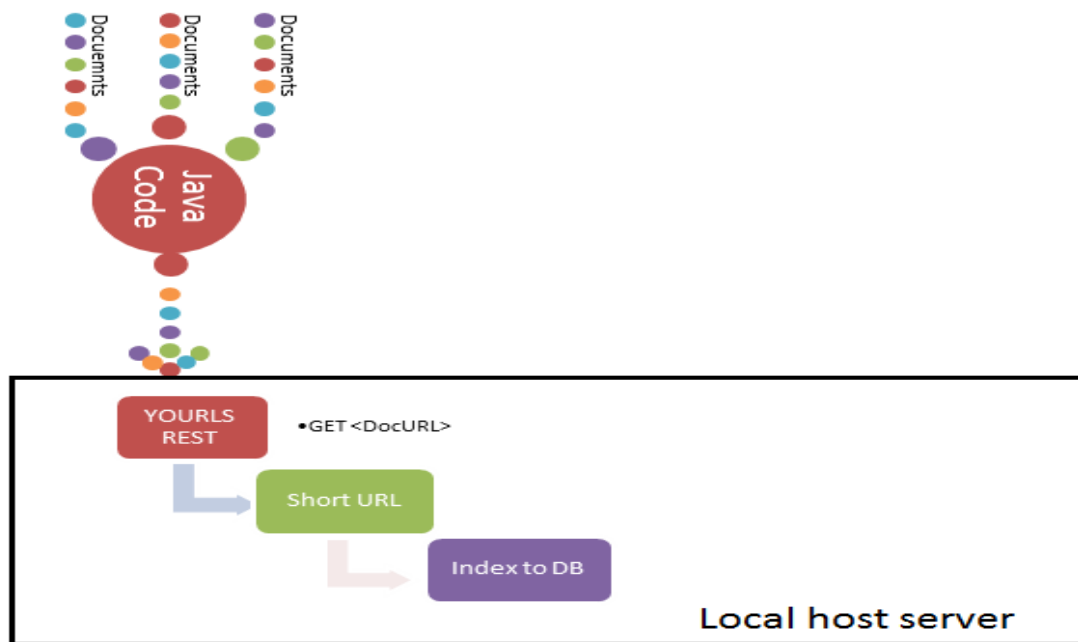 Docuemnts
Documents
Documents
Java
Code
YOURLS
REST
•GET <DocURL>
Short URL
Index to DB
Local host server